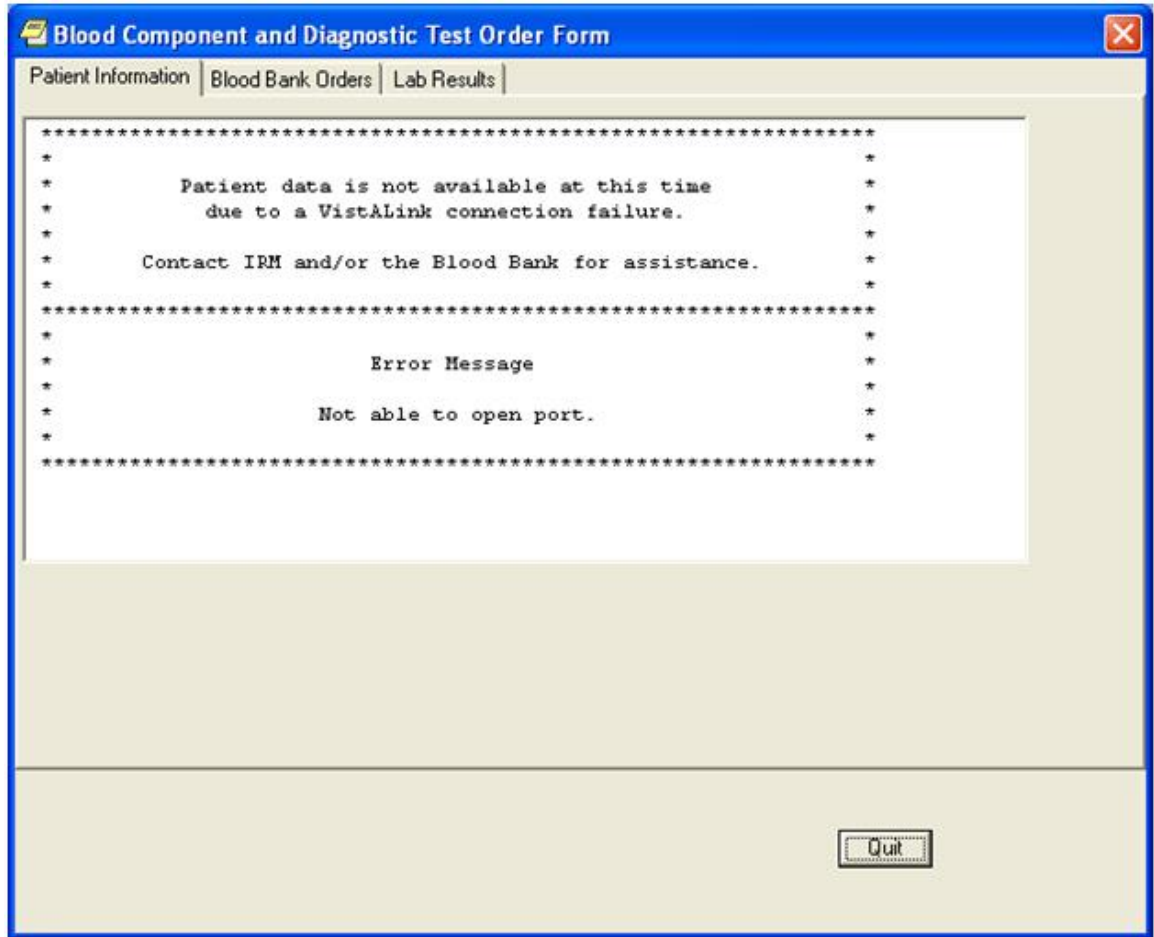 Blood Component and Diagnostic Test Order Form
Patient Information Blood Bank Orders Lab Results
******************************************************************
* *
* Patient data is not available at this time *
* due to a VistALink connection failure. *
* *
* Contact IRM and/or the Blood Bank for assistance. *
* *
******************************************************************
* *
* Error Message *
* *
* Not able to open port. *
* *
******************************************************************
Quit